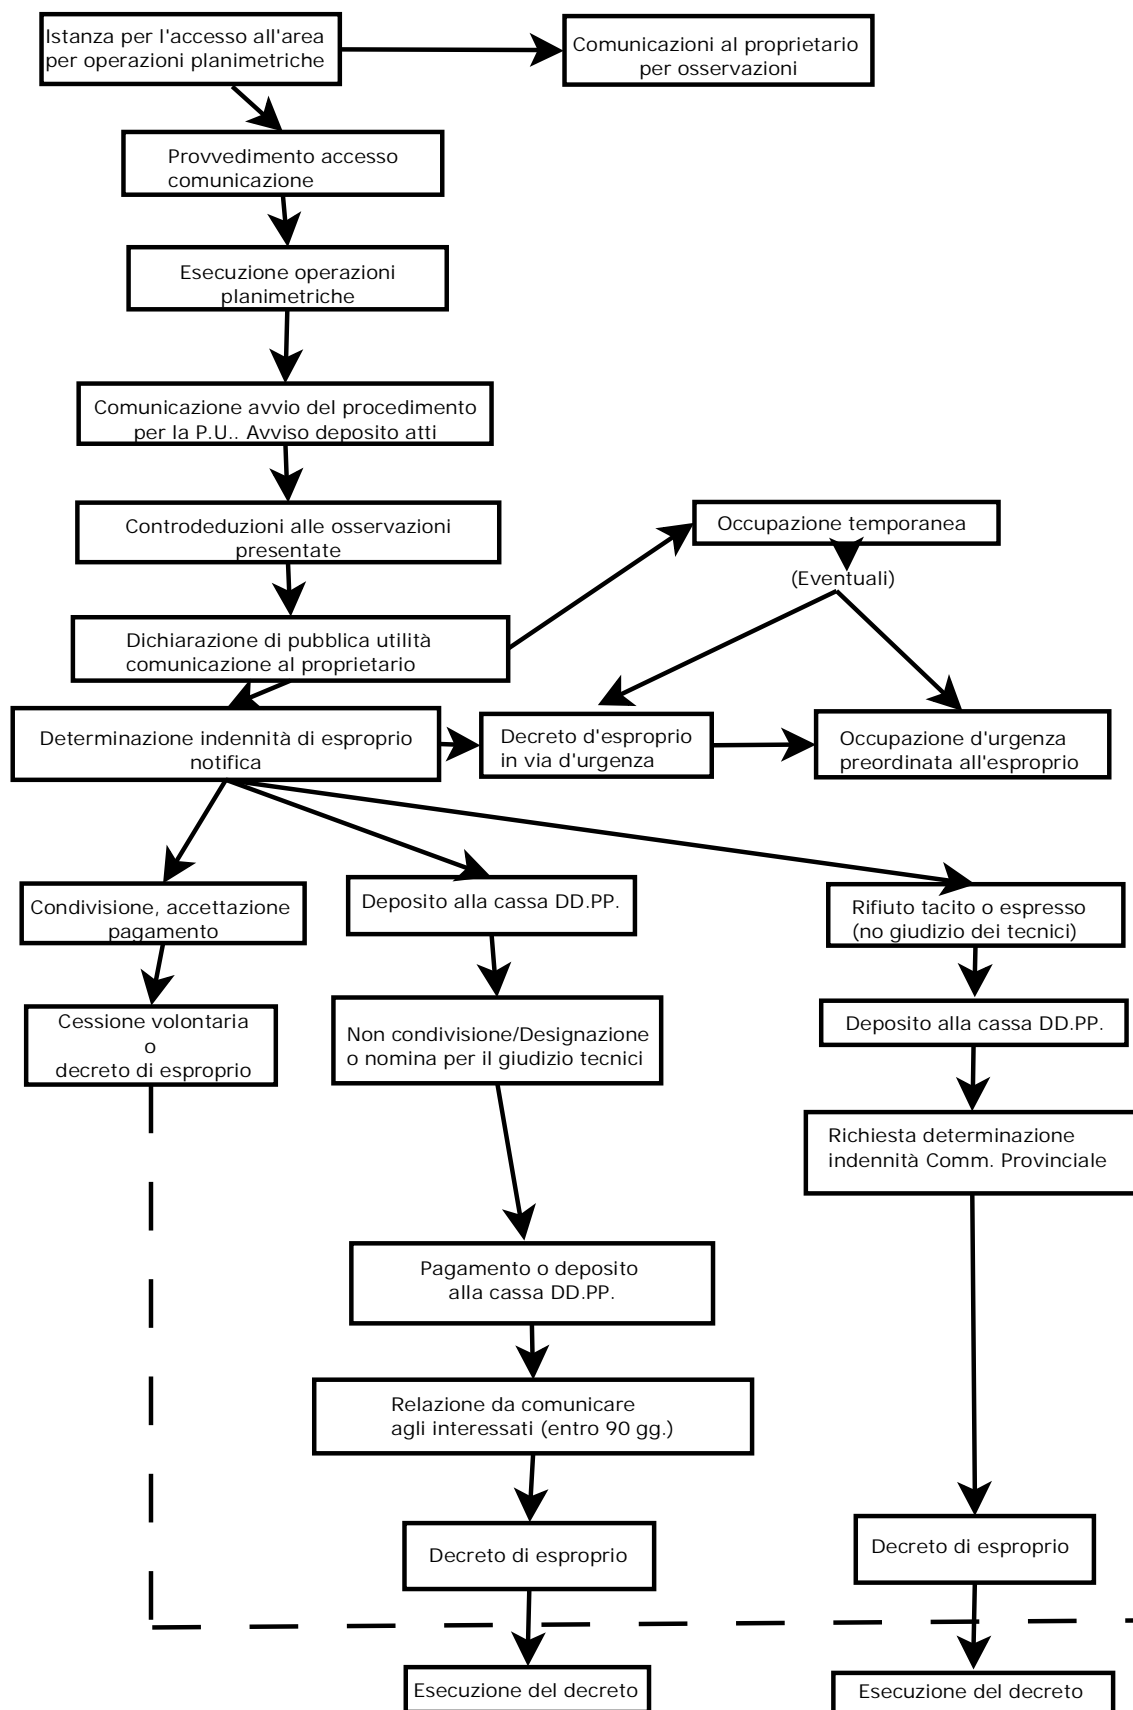 Istanza per l'accesso all'area
per operazioni planimetriche
Comunicazioni al proprietario
per osservazioni
Provvedimento accesso
comunicazione
Esecuzione operazioni
planimetriche
Comunicazione avvio del procedimento
per la P.U.. Avviso deposito atti
Controdeduzioni alle osservazioni
presentate
Occupazione temporanea
(Eventuali)
Dichiarazione di pubblica utilità
comunicazione al proprietario
Determinazione indennità di esproprio
notifica
Decreto d'esproprio
in via d'urgenza
Occupazione d'urgenza
preordinata all'esproprio
Condivisione, accettazione
pagamento
Deposito alla cassa DD.PP.
Rifiuto tacito o espresso
(no giudizio dei tecnici)
Cessione volontaria
o
decreto di esproprio
Non condivisione/Designazione
o nomina per il giudizio tecnici
Deposito alla cassa DD.PP.
Richiesta determinazione
indennità Comm. Provinciale
Pagamento o deposito
alla cassa DD.PP.
Relazione da comunicare
agli interessati (entro 90 gg.)
Decreto di esproprio
Decreto di esproprio
Esecuzione del decreto
Esecuzione del decreto